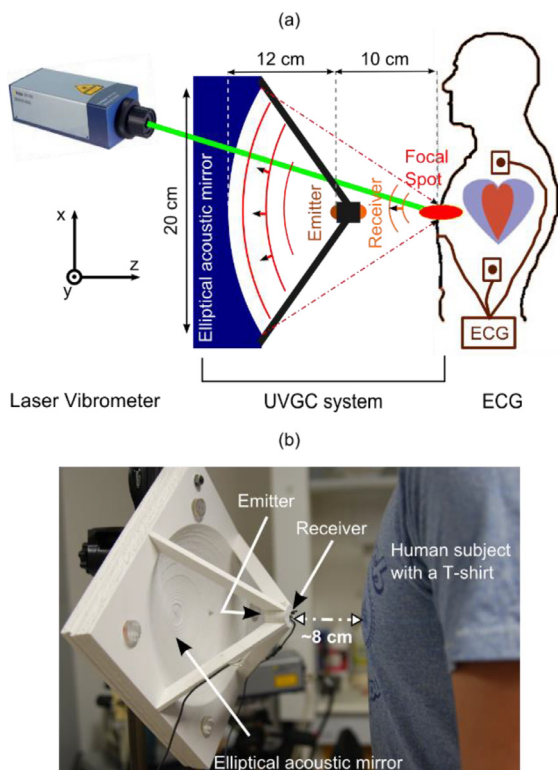 (a)
12 cm
10 cm
Focal
Spot
Elliptical acoustic mirror
20 cm
Emitter
Receiver
x
y
z
ECG
Laser Vibrometer
UVGC system
ECG
(b)
Emitter
Receiver
Human subject
with a T-shirt
~8 cm
Elliptical acoustic mirror